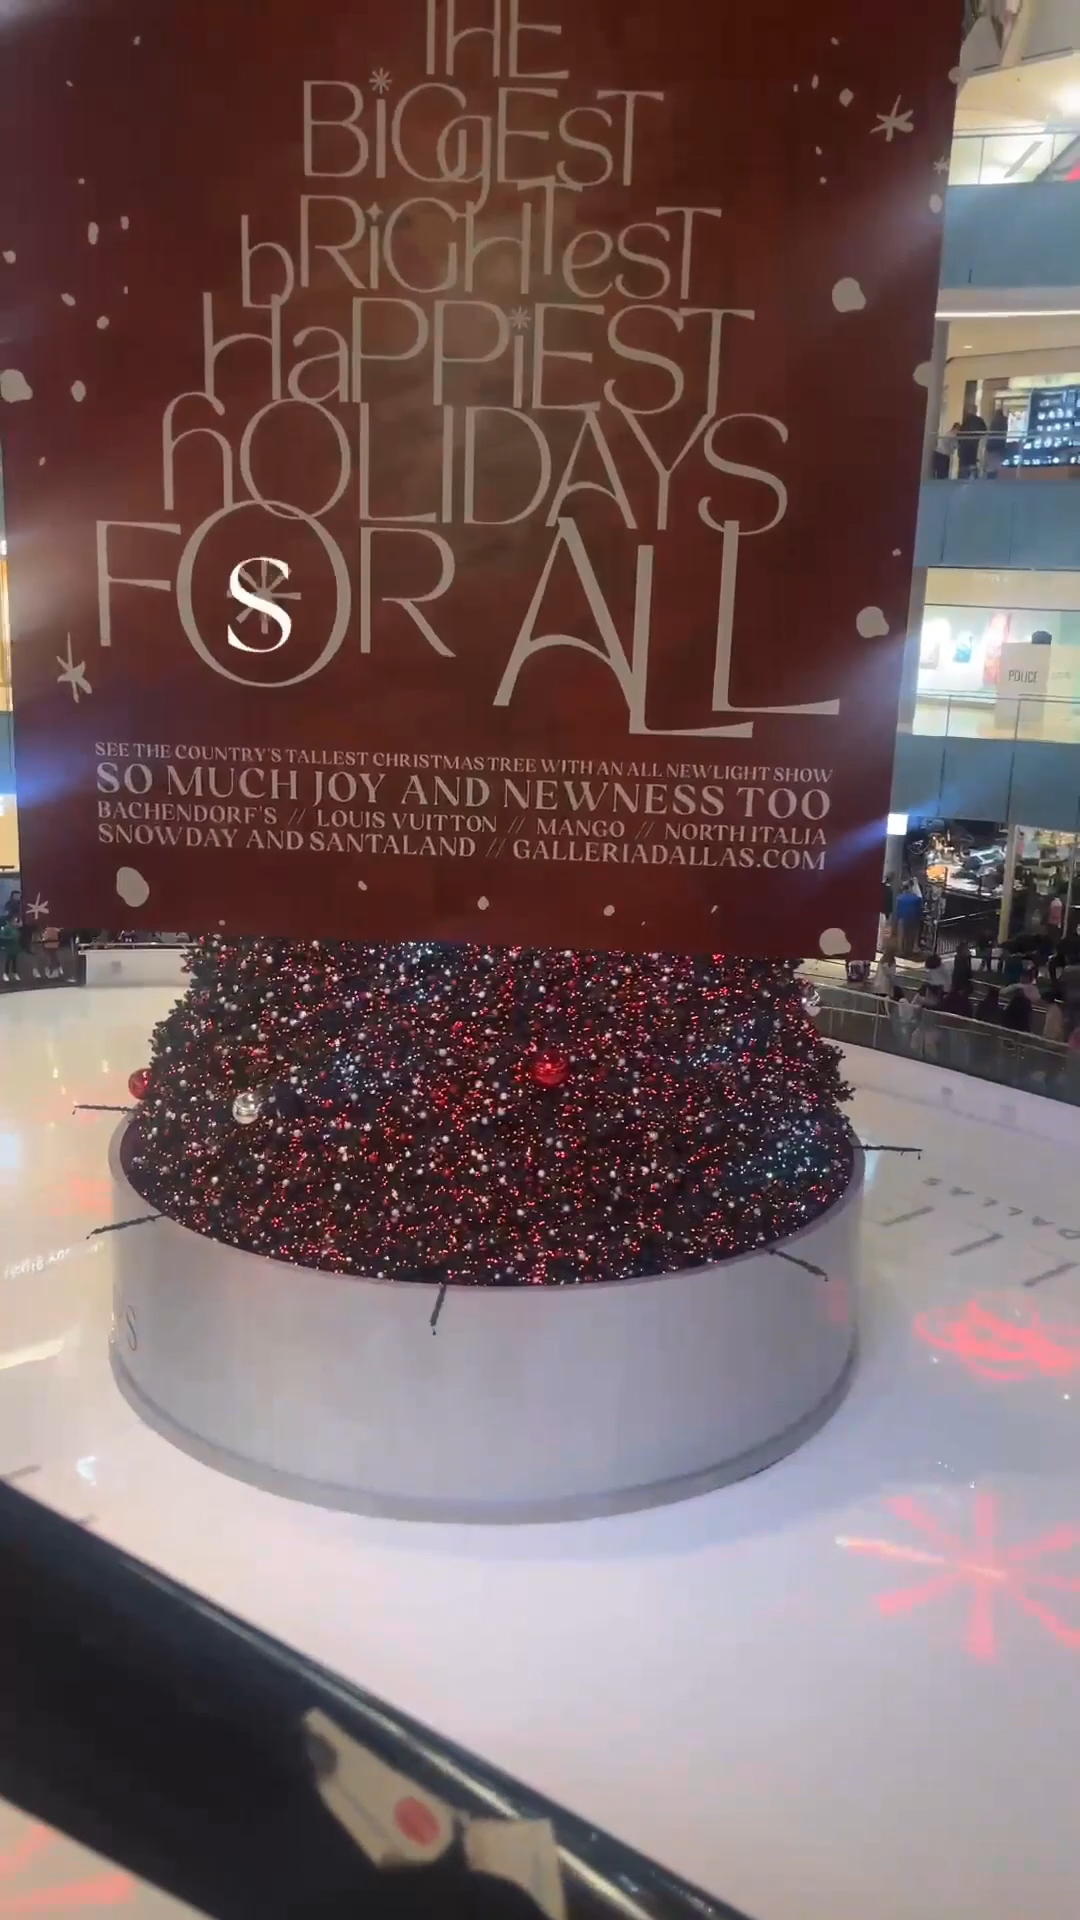 THE
BiGgEST
bRiGHTesT
HaPPiEST
hOLIDAYS
FOR ALL
S
POLICE
SEE THE COUNTRY'S TALLEST CHRISTMAS TREE WITH AN ALL NEW LIGHT SHOW
SO MUCH JOY AND NEWNESS TOO
BACHENDORF'S // LOUIS VUITTON // MANGO // NORTH ITALIA
SNOWDAY AND SANTALAND // GALLERIADALLAS.COM
DALLAS